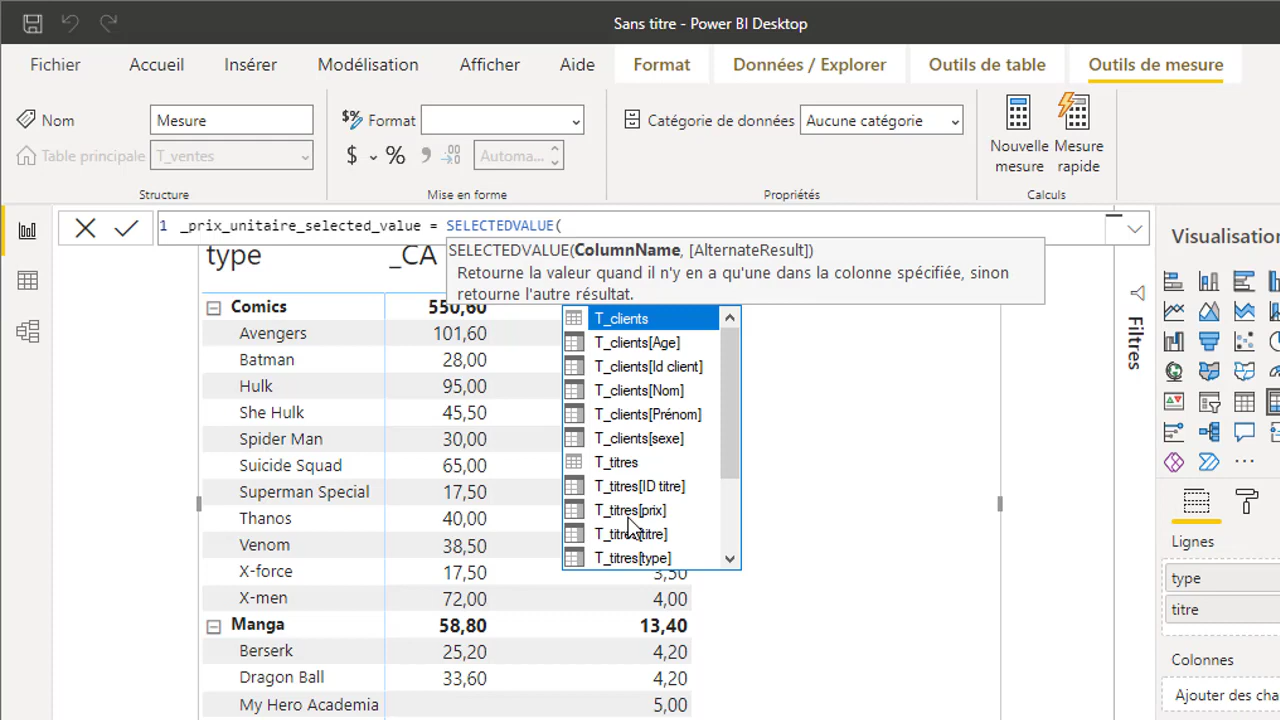 Sans titre - Power BI Desktop
Fichier Accueil Insérer Modélisation Afficher Aide Format Données / Explorer Outils de table Outils de mesure
Nom Mesure $% Format Catégorie de données Aucune catégorie
Table principale T_ventes $ % Automa... Nouvelle mesure Mesure rapide
Structure Mise en forme Propriétés Calculs
1 _prix_unitaire_selected_value = SELECTEDVALUE(
SELECTEDVALUE(ColumnName, [AlternateResult])
Retourne la valeur quand il n'y en a qu'une dans la colonne spécifiée, sinon
retourne l'autre résultat.
type _CA
Comics 550,60
Avengers 101,60
Batman 28,00
Hulk 95,00
She Hulk 45,50
Spider Man 30,00
Suicide Squad 65,00
Superman Special 17,50
Thanos 40,00
Venom 38,50
X-force 17,50 3,50
X-men 72,00 4,00
Manga 58,80 13,40
Berserk 25,20 4,20
Dragon Ball 33,60 4,20
My Hero Academia 5,00
T_clients
T_clients[Age]
T_clients[Id client]
T_clients[Nom]
T_clients[Prénom]
T_clients[sexe]
T_titres
T_titres[ID titre]
T_titres[prix]
T_titres[titre]
T_titres[type]
Filtres
Visualisatio
Lignes
type
titre
Colonnes
Ajouter des cha